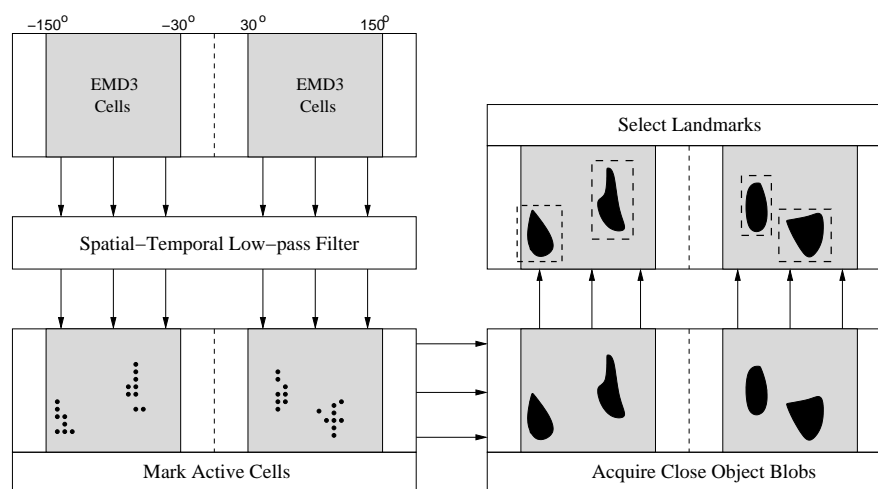 −150° −30° 30° 150°
EMD3 EMD3
Cells Cells
Select Landmarks
Spatial−Temporal Low−pass Filter
Mark Active Cells
Acquire Close Object Blobs